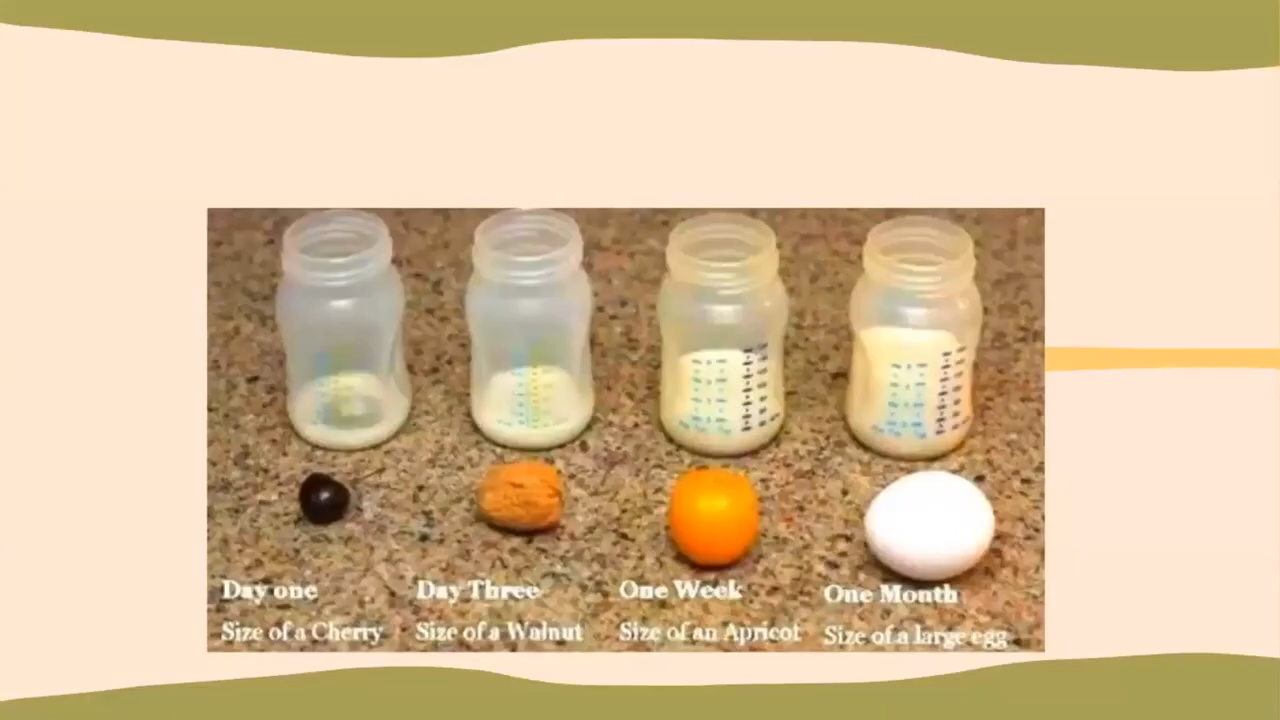 Day one
Size of a Cherry
Day Three
Size of a Walnut
One Week
Size of an Apricot
One Month
Size of a large egg